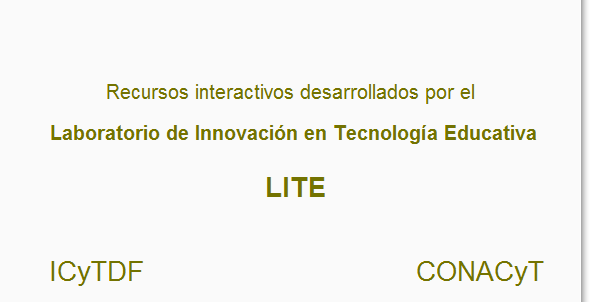 Recursos interactivos desarrollados por el
Laboratorio de Innovación en Tecnología Educativa
LITE
ICyTDF CONACyT